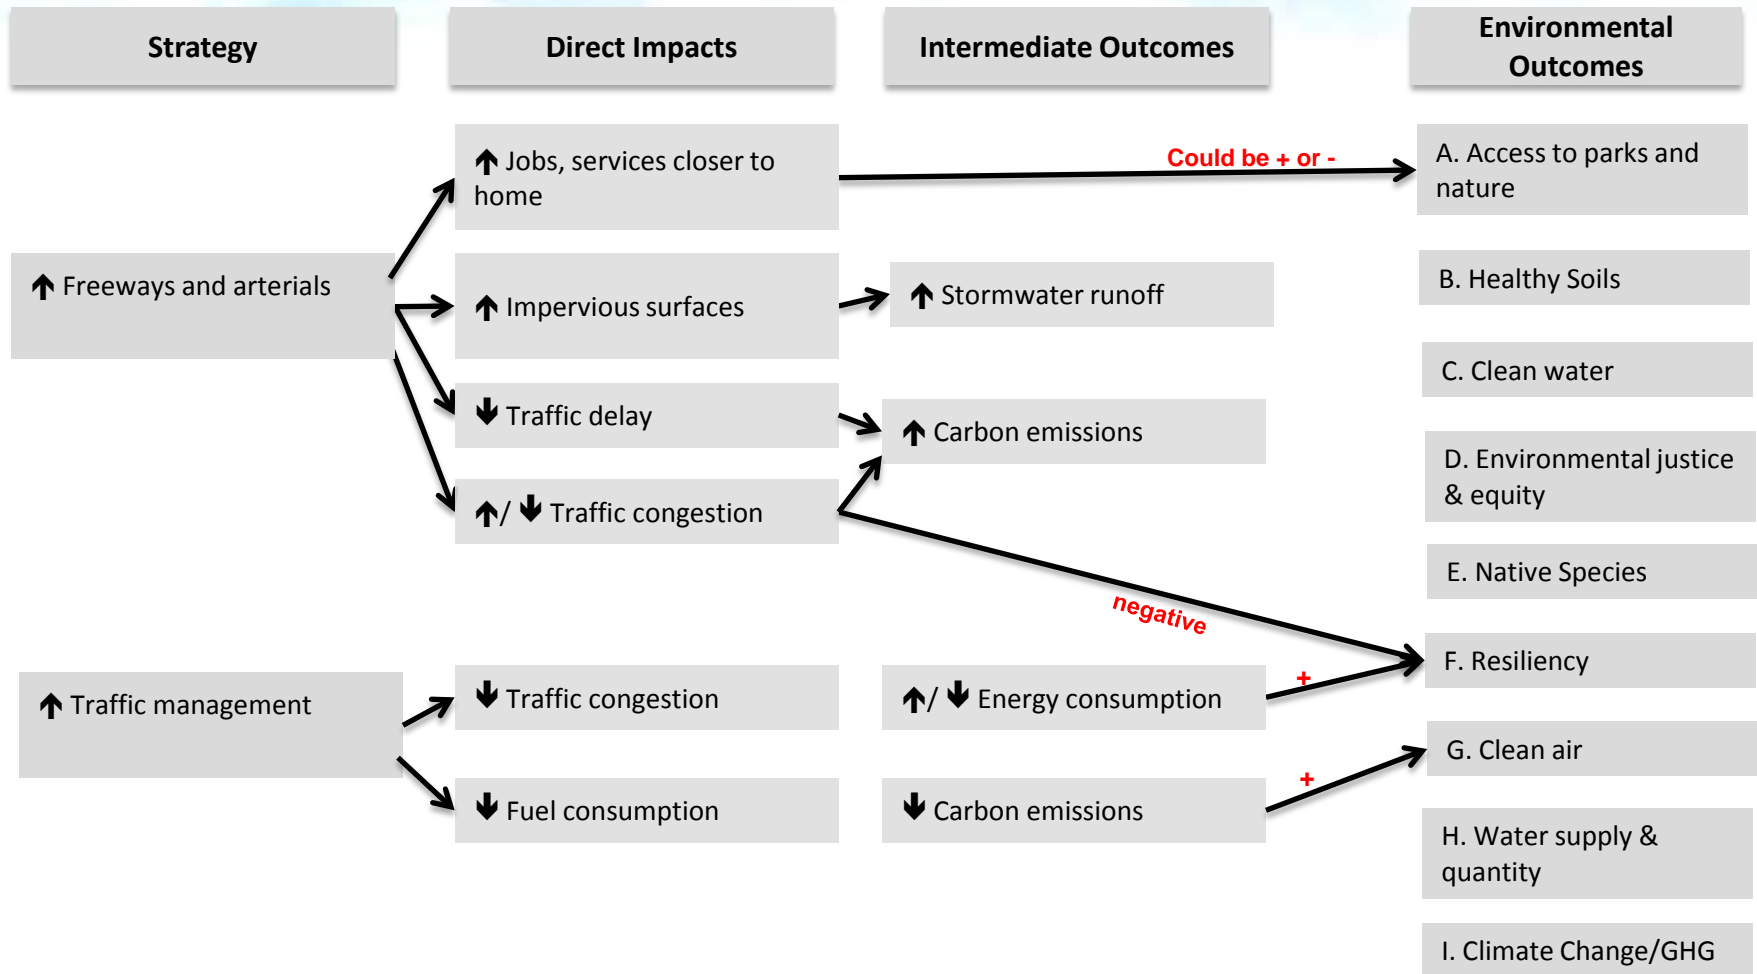 Strategy
Direct Impacts
Intermediate Outcomes
Environmental
Outcomes
↑ Jobs, services closer to
home
Could be + or -
A. Access to parks and
nature
↑ Freeways and arterials
↑ Impervious surfaces
↑ Stormwater runoff
B. Healthy Soils
C. Clean water
↓ Traffic delay
↑ Carbon emissions
D. Environmental justice
& equity
↑/ ↓ Traffic congestion
E. Native Species
negative
F. Resiliency
↑ Traffic management
↓ Traffic congestion
↑/ ↓ Energy consumption
+
G. Clean air
↓ Fuel consumption
↓ Carbon emissions
+
H. Water supply &
quantity
I. Climate Change/GHG